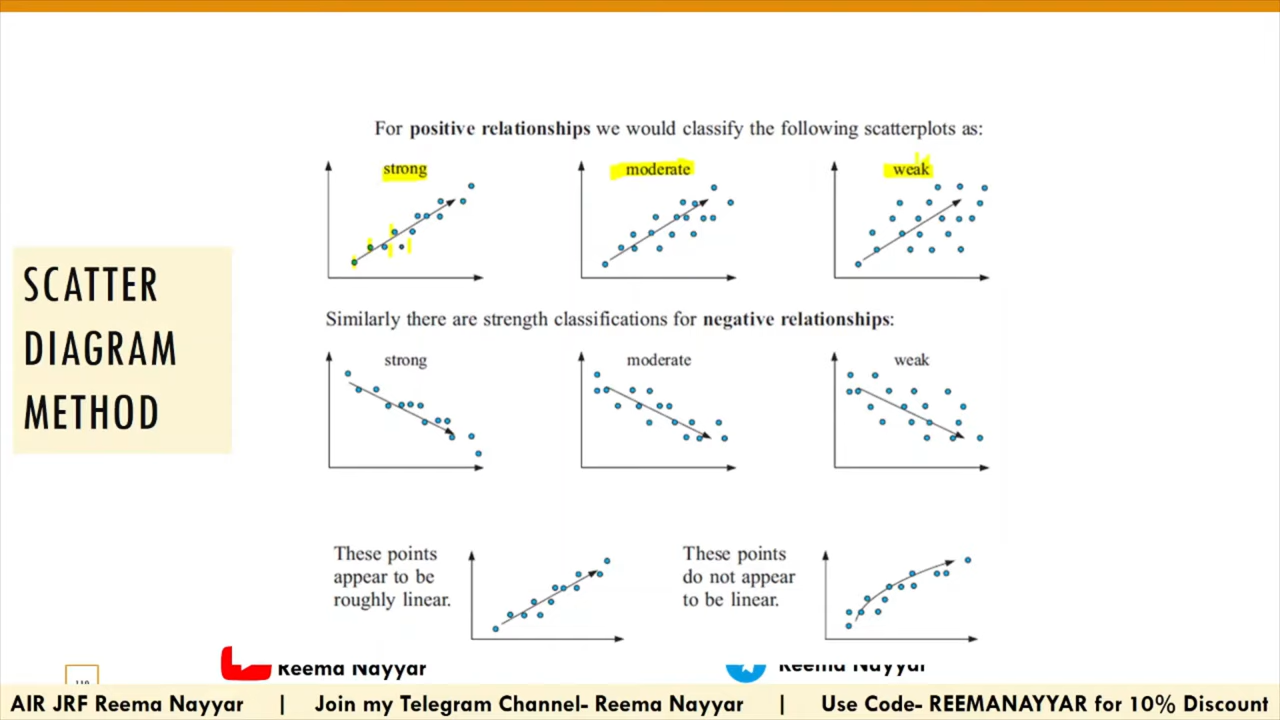 For positive relationships we would classify the following scatterplots as:
strong
moderate
weak
SCATTER
DIAGRAM
METHOD
Similarly there are strength classifications for negative relationships:
strong
moderate
weak
These points
appear to be
roughly linear.
These points
do not appear
to be linear.
Reema Nayyar
Reema Nayyar
AIR JRF Reema Nayyar | Join my Telegram Channel- Reema Nayyar | Use Code- REEMANAYYAR for 10% Discount